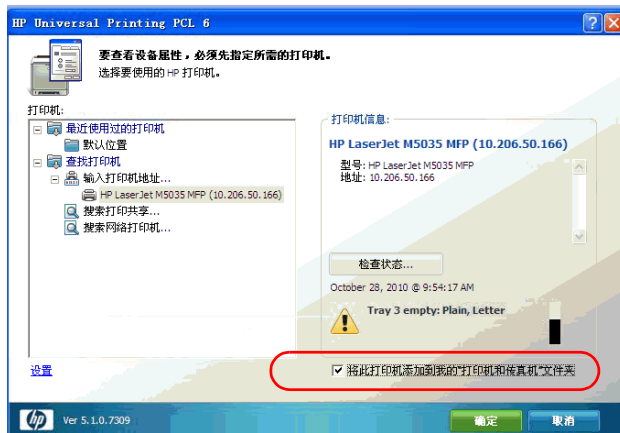 HP Universal Printing PCL 6
要查看设备属性，必须先指定所需的打印机。
选择要使用的 HP 打印机。
打印机:
最近使用过的打印机
默认位置
查找打印机
输入打印机地址...
HP LaserJet M5035 MFP (10.206.50.166)
搜索打印共享...
搜索网络打印机...
打印机信息:
HP LaserJet M5035 MFP (10.206.50.166)
型号: HP LaserJet M5035 MFP
地址: 10.206.50.166
检查状态...
October 28, 2010 @ 9:54:17 AM
Tray 3 empty: Plain, Letter
设置
将此打印机添加到我的"打印机和传真机"文件夹
hp
Ver 5.1.0.7309
确定
取消